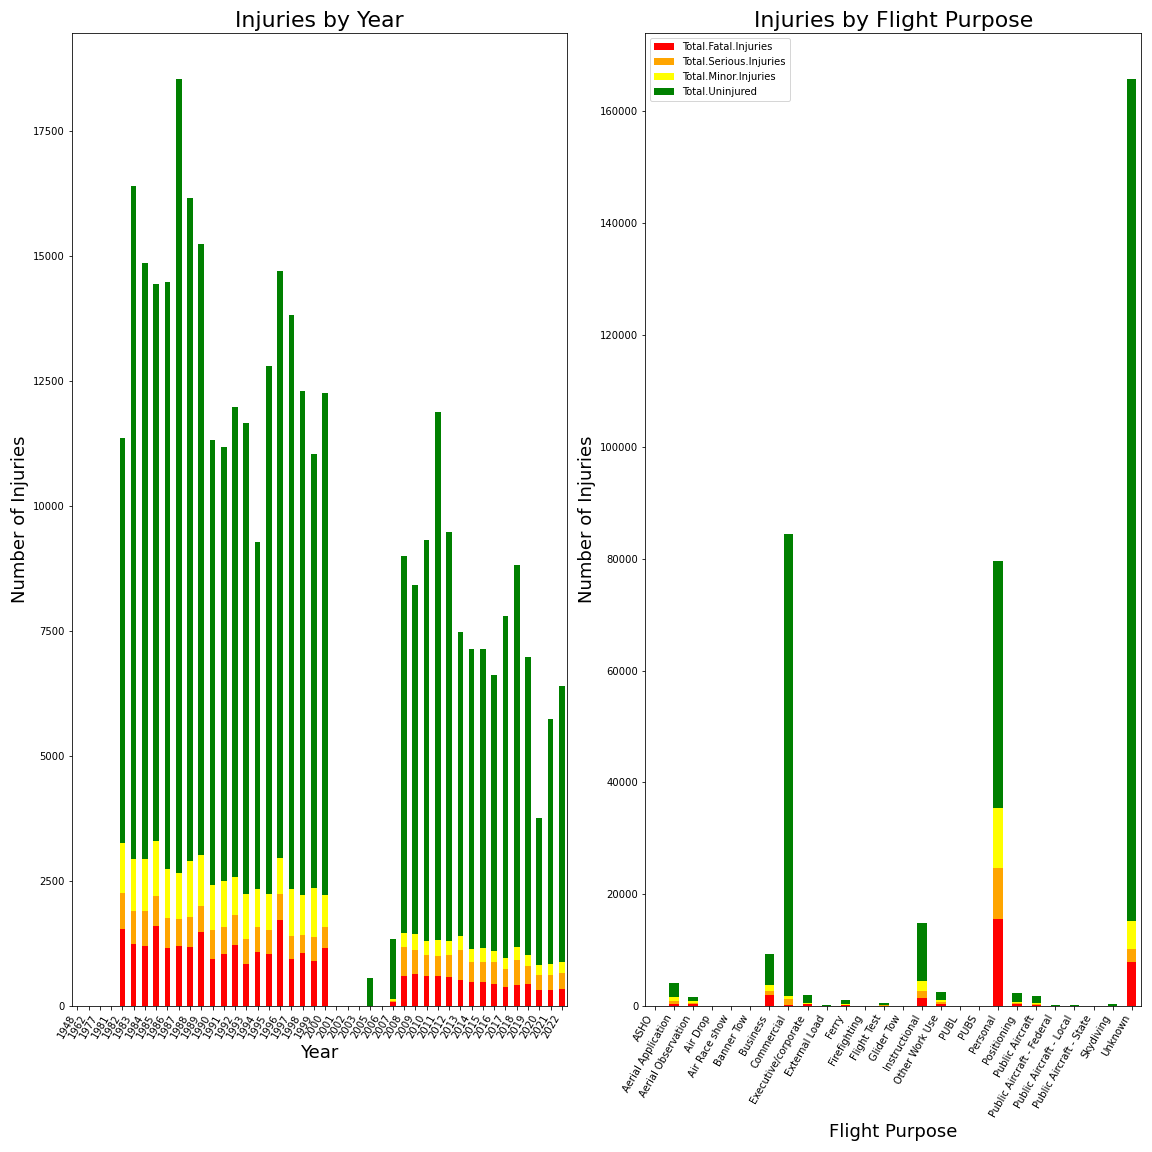 Injuries by Year
Number of Injuries
17500
15000
12500
10000
7500
5000
2500
0
1948
1962
1977
1981
1982
1983
1984
1985
1986
1987
1988
1989
1990
1991
1992
1993
1994
1995
1996
1997
1998
1999
2000
2001
2002
2003
2005
2006
2007
2008
2009
2010
2011
2012
2013
2014
2015
2016
2017
2018
2019
2020
2021
2022
Year
Injuries by Flight Purpose
Total.Fatal.Injuries
Total.Serious.Injuries
Total.Minor.Injuries
Total.Uninjured
Number of Injuries
160000
140000
120000
100000
80000
60000
40000
20000
0
ASHO
Aerial Application
Aerial Observation
Air Drop
Air Race show
Banner Tow
Business
Commercial
Executive/corporate
External Load
Ferry
Firefighting
Flight Test
Glider Tow
Instructional
Other Work Use
PUBL
PUBS
Personal
Positioning
Public Aircraft
Public Aircraft - Federal
Public Aircraft - Local
Public Aircraft - State
Skydiving
Unknown
Flight Purpose